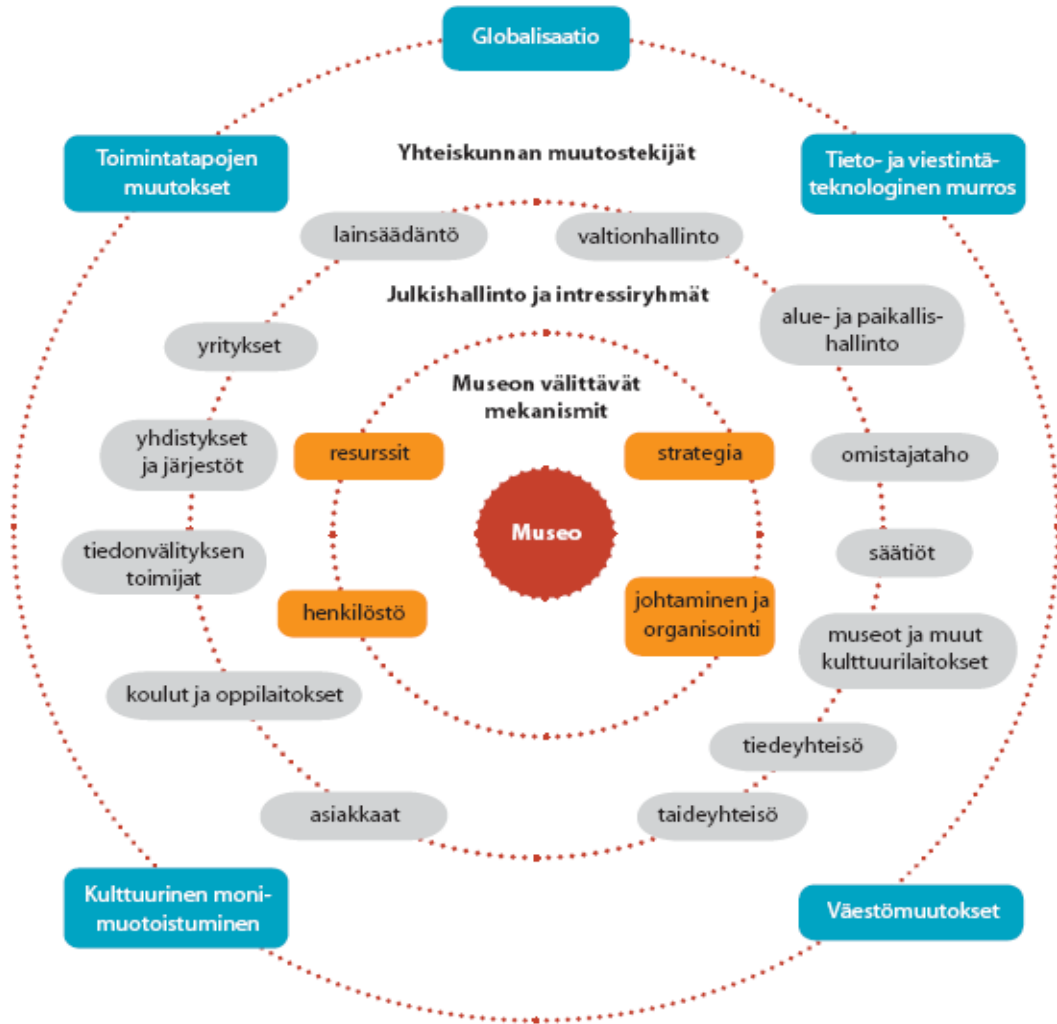 Globalisaatio
Toimintatapojen
muutokset
Yhteiskunnan muutostekijät
Tieto- ja viestintä-
teknologinen murros
lainsäädäntö
valtionhallinto
Julkishallinto ja intressiryhmät
alue- ja paikallis-
hallinto
yritykset
Museon välittävät
mekanismit
yhdistykset
ja järjestöt
resurssit
strategia
omistajataho
Museo
tiedonvälityksen
toimijat
säätiöt
henkilöstö
johtaminen ja
organisointi
museot ja muut
kulttuurilaitokset
koulut ja oppilaitokset
tiedeyhteisö
asiakkaat
taideyhteisö
Kulttuurinen moni-
muotoistuminen
Väestömuutokset